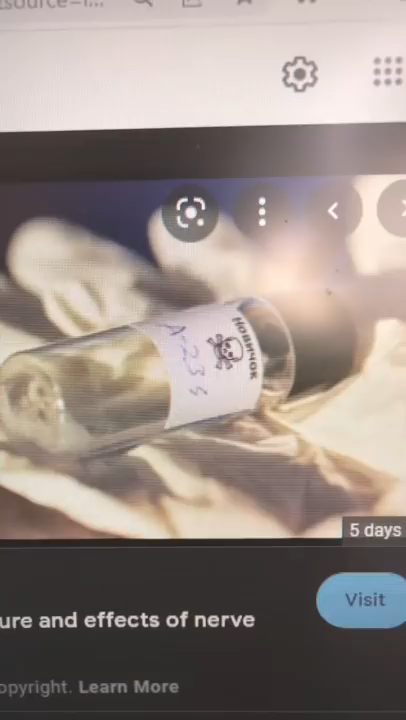 Новичок
A-234
5 days
Visit
ure and effects of nerve
opyright. Learn More